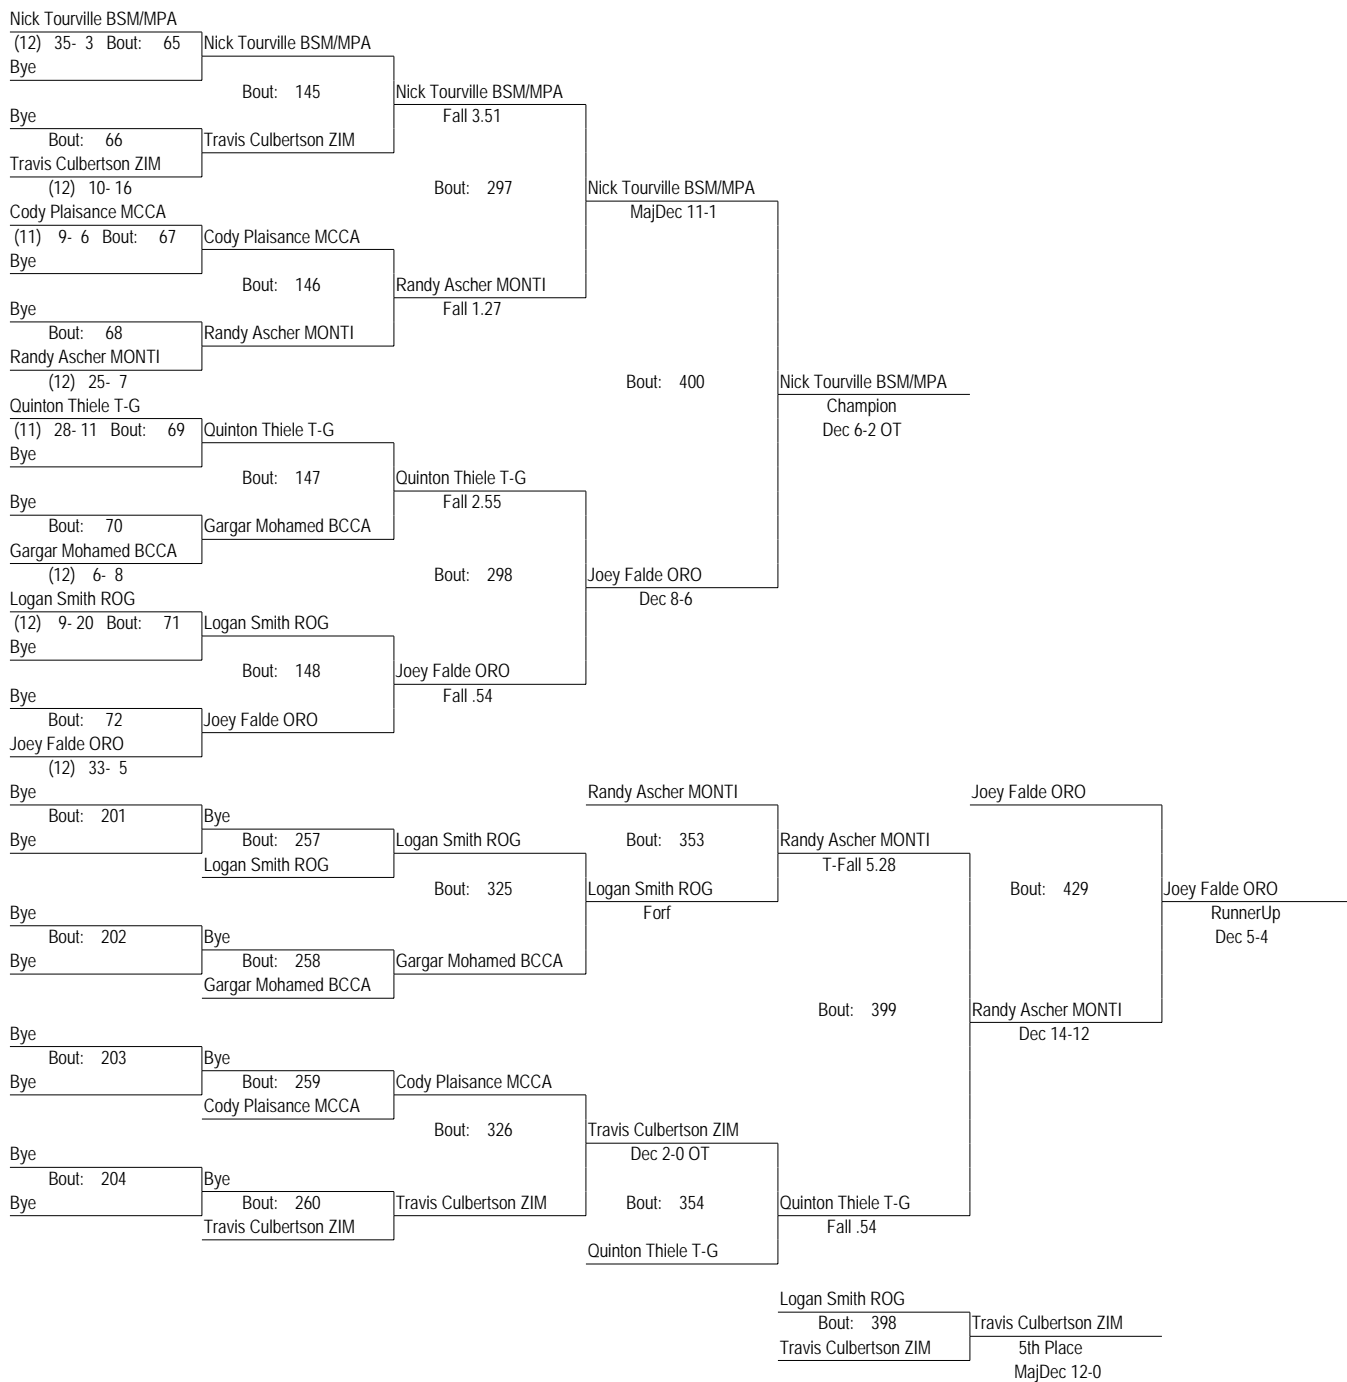 Nick Tourville BSM/MPA
(12) 35- 3 Bout: 65 Nick Tourville BSM/MPA
Bye
Bout: 145 Nick Tourville BSM/MPA
Bye Fall 3.51
Bout: 66 Travis Culbertson ZIM
Travis Culbertson ZIM
(12) 10- 16 Bout: 297 Nick Tourville BSM/MPA
Cody Plaisance MCCA MajDec 11-1
(11) 9- 6 Bout: 67 Cody Plaisance MCCA
Bye
Bout: 146 Randy Ascher MONTI
Bye Fall 1.27
Bout: 68 Randy Ascher MONTI
Randy Ascher MONTI
(12) 25- 7 Bout: 400 Nick Tourville BSM/MPA
Quinton Thiele T-G Champion
(11) 28- 11 Bout: 69 Quinton Thiele T-G Dec 6-2 OT
Bye
Bout: 147 Quinton Thiele T-G
Bye Fall 2.55
Bout: 70 Gargar Mohamed BCCA
Gargar Mohamed BCCA
(12) 6- 8 Bout: 298 Joey Falde ORO
Logan Smith ROG Dec 8-6
(12) 9- 20 Bout: 71 Logan Smith ROG
Bye
Bout: 148 Joey Falde ORO
Bye Fall .54
Bout: 72 Joey Falde ORO
Joey Falde ORO
(12) 33- 5
Bye Randy Ascher MONTI Joey Falde ORO
Bout: 201 Bye
Bye Bout: 257 Logan Smith ROG Bout: 353 Randy Ascher MONTI
Logan Smith ROG T-Fall 5.28
Bout: 325 Logan Smith ROG Bout: 429 Joey Falde ORO
Bye Forf RunnerUp
Bout: 202 Bye Dec 5-4
Bye Bout: 258 Gargar Mohamed BCCA
Gargar Mohamed BCCA
Bout: 399 Randy Ascher MONTI
Bye Dec 14-12
Bout: 203 Bye
Bye Bout: 259 Cody Plaisance MCCA
Cody Plaisance MCCA
Bout: 326 Travis Culbertson ZIM
Bye Dec 2-0 OT
Bout: 204 Bye
Bye Bout: 260 Travis Culbertson ZIM Bout: 354 Quinton Thiele T-G
Travis Culbertson ZIM Fall .54
Quinton Thiele T-G
Logan Smith ROG
Bout: 398 Travis Culbertson ZIM
Travis Culbertson ZIM 5th Place
MajDec 12-0